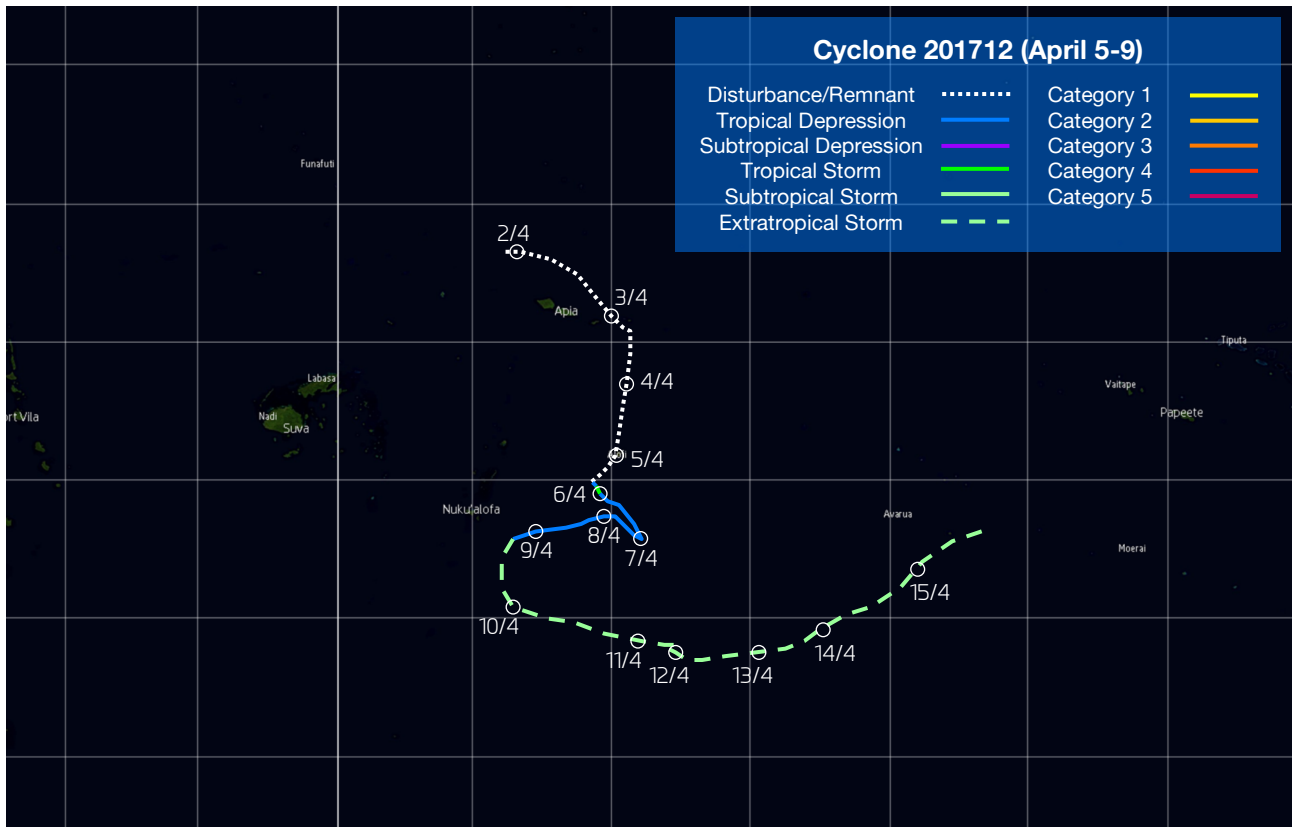 Cyclone 201712 (April 5-9)
Disturbance/Remnant
Category 1
Tropical Depression
Category 2
Subtropical Depression
Category 3
Tropical Storm
Category 4
Subtropical Storm
Category 5
Extratropical Storm
Funafuti
2/4
3/4
Apia
Tiputa
Labasa
4/4
Vaitape
Nadi
ort Vila
Papeete
Suva
5/4
6/4
Nuku'alofa
Avarua
8/4
9/4
7/4
Moerai
15/4
10/4
14/4
11/4
12/4
13/4